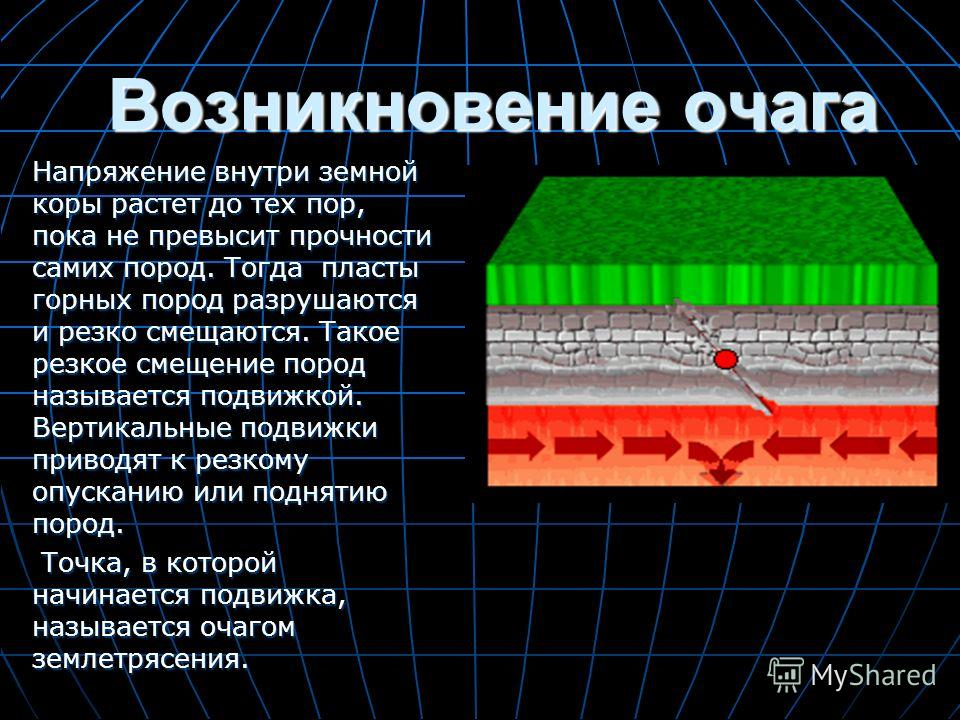 Возникновение очага
Напряжение внутри земной
коры растет до тех пор,
пока не превысит прочности
самих пород. Тогда пласты
горных пород разрушаются
и резко смещаются. Такое
резкое смещение пород
называется подвижкой.
Вертикальные подвижки
приводят к резкому
опусканию или поднятию
пород.
Точка, в которой
начинается подвижка,
называется очагом
землетрясения.
MyShared